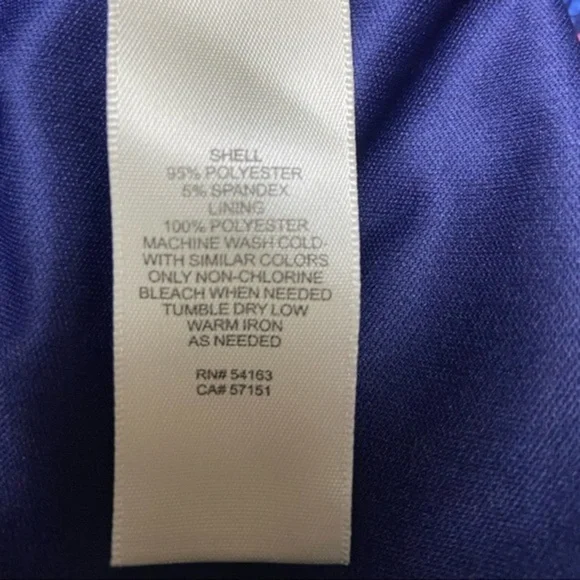 SHELL
95% POLYESTER
5% SPANDEX
LINING
100% POLYESTER
MACHINE WASH COLD-
WITH SIMILAR COLORS
ONLY NON-CHLORINE
BLEACH WHEN NEEDED
TUMBLE DRY LOW
WARM IRON
AS NEEDED
RN# 54163
CA# 57151